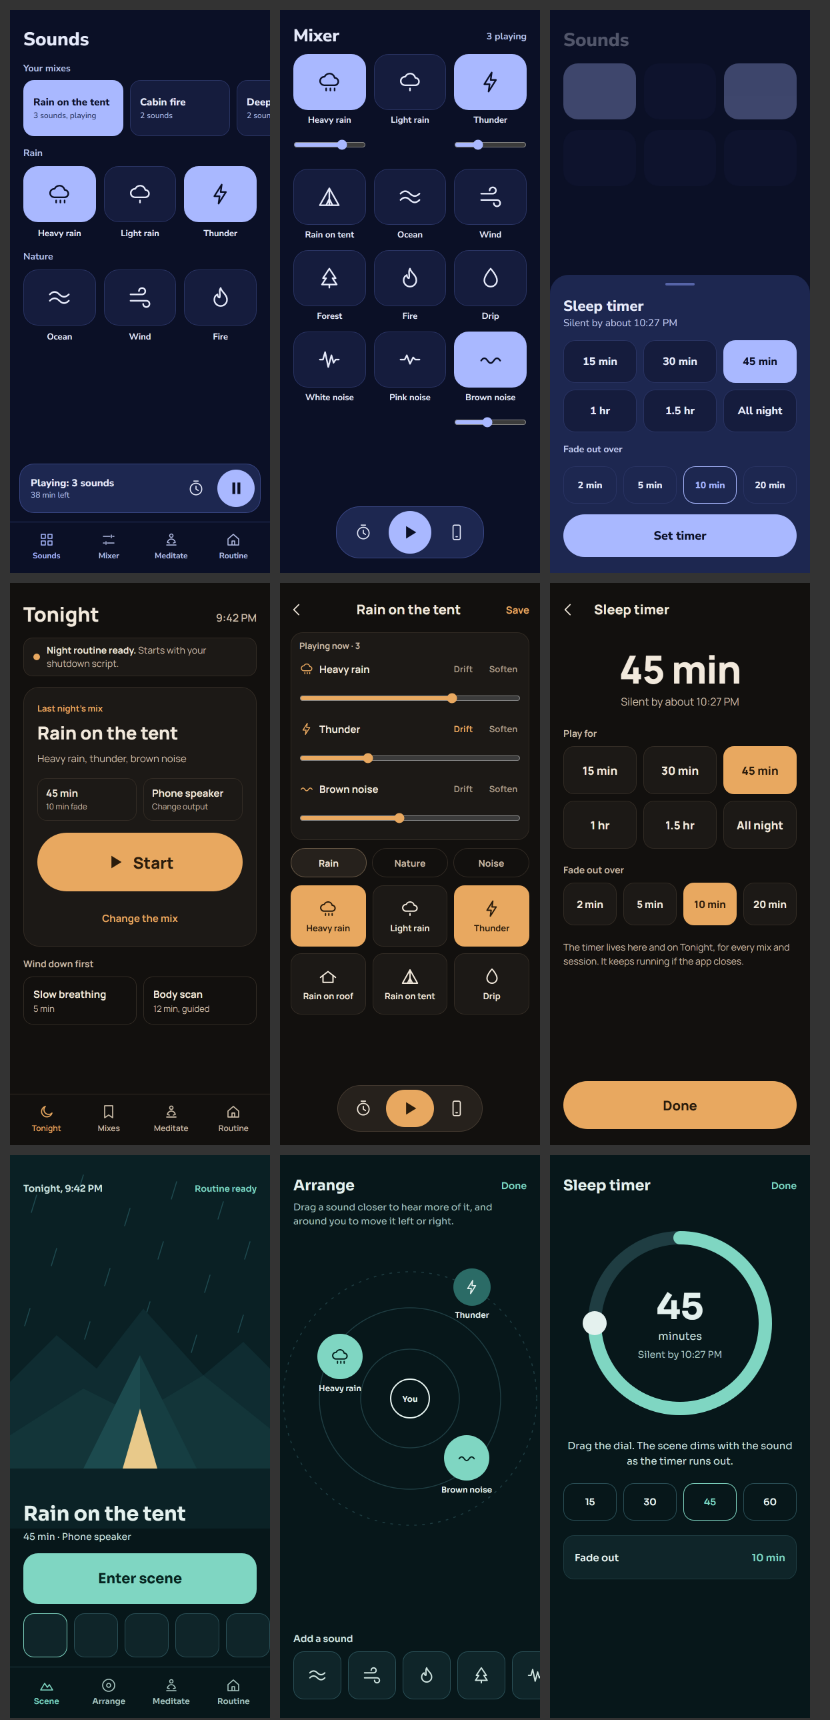 Sounds
Your mixes
Rain on the tent
3 sounds, playing
Cabin fire
2 sounds
Deep
2 soun
Rain
Heavy rain
Light rain
Thunder
Nature
Ocean
Wind
Fire
Playing: 3 sounds
38 min left
Sounds
Mixer
Meditate
Routine
Mixer
3 playing
Heavy rain
Light rain
Thunder
Rain on tent
Ocean
Wind
Forest
Fire
Drip
White noise
Pink noise
Brown noise
Sounds
Sleep timer
Silent by about 10:27 PM
15 min
30 min
45 min
1 hr
1.5 hr
All night
Fade out over
2 min
5 min
10 min
20 min
Set timer
Tonight
9:42 PM
Night routine ready. Starts with your
shutdown script.
Last night's mix
Rain on the tent
Heavy rain, thunder, brown noise
45 min
10 min fade
Phone speaker
Change output
Start
Change the mix
Wind down first
Slow breathing
5 min
Body scan
12 min, guided
Tonight
Mixes
Meditate
Routine
Rain on the tent
Save
Playing now · 3
Heavy rain
Drift
Soften
Thunder
Drift
Soften
Brown noise
Drift
Soften
Rain
Nature
Noise
Heavy rain
Light rain
Thunder
Rain on roof
Rain on tent
Drip
Sleep timer
45 min
Silent by about 10:27 PM
Play for
15 min
30 min
45 min
1 hr
1.5 hr
All night
Fade out over
2 min
5 min
10 min
20 min
The timer lives here and on Tonight, for every mix and
session. It keeps running if the app closes.
Done
Tonight, 9:42 PM
Routine ready
Rain on the tent
45 min · Phone speaker
Enter scene
Scene
Arrange
Meditate
Routine
Arrange
Done
Drag a sound closer to hear more of it, and
around you to move it left or right.
Thunder
Heavy rain
You
Brown noise
Add a sound
Sleep timer
Done
45
minutes
Silent by 10:27 PM
Drag the dial. The scene dims with the sound
as the timer runs out.
15
30
45
60
Fade out
10 min